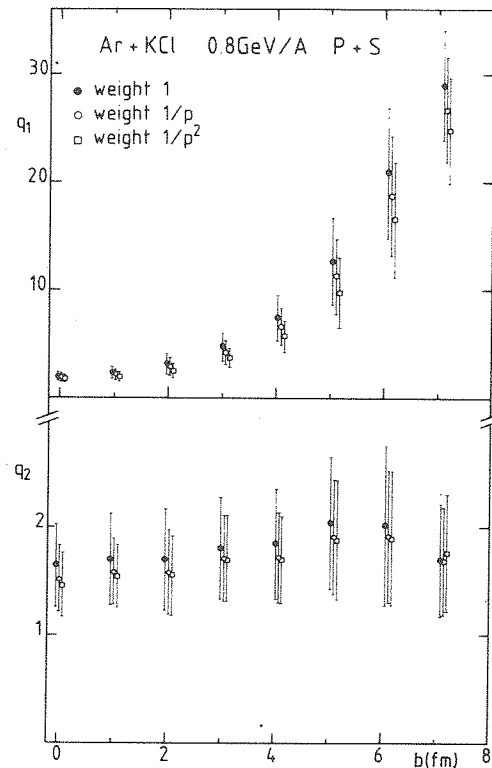 Ar + KCl 0.8GeV/A P + S
weight 1
weight 1/p
weight 1/p²
q₁
30
20
10
q₂
2
1
0 2 4 6 8
b(fm)